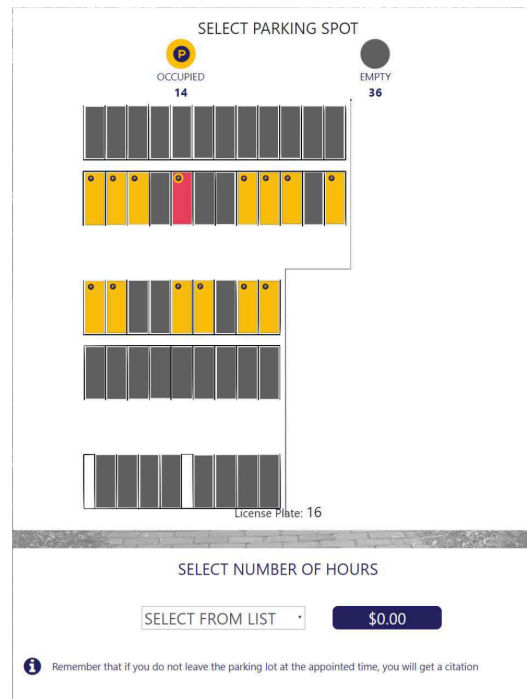 SELECT PARKING SPOT
P
OCCUPIED
14
EMPTY
36
License Plate: 16
SELECT NUMBER OF HOURS
SELECT FROM LIST
$0.00
i Remember that if you do not leave the parking lot at the appointed time, you will get a citation